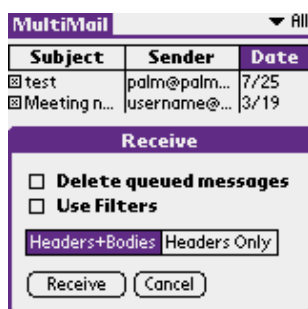 MultiMail All
Subject Sender Date
test palm@palm... 7/25
Meeting n... username@... 3/19
Receive
Delete queued messages
Use Filters
Headers+Bodies Headers Only
Receive Cancel